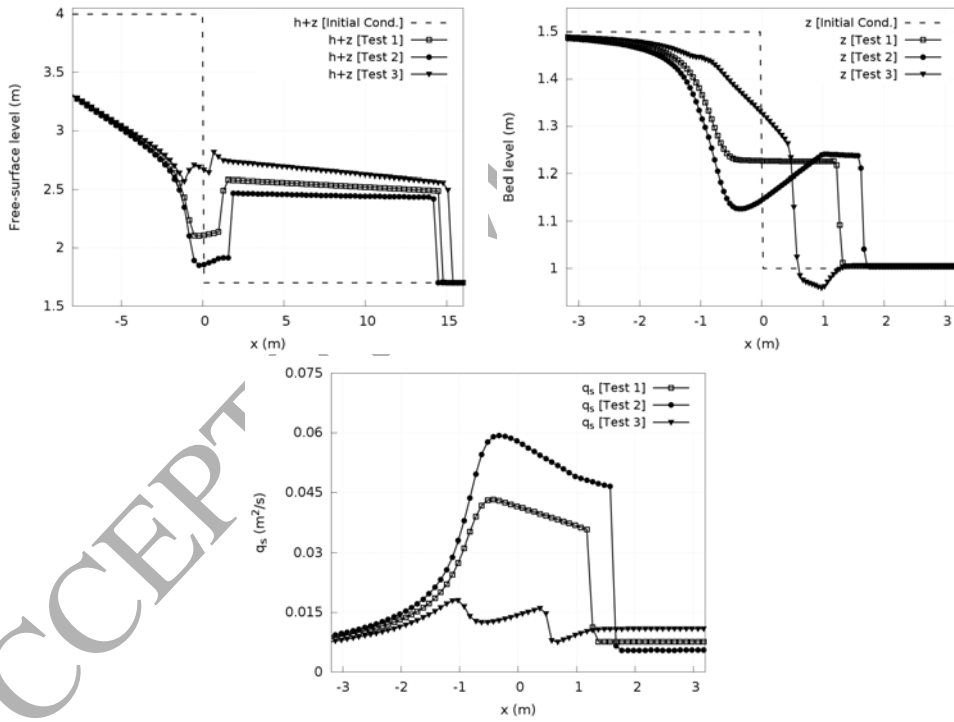 h+z [Initial Cond.]
h+z [Test 1]
h+z [Test 2]
h+z [Test 3]
Free-surface level (m)
4
3.5
3
2.5
2
1.5
-5
0
5
10
15
x (m)
z [Initial Cond.]
z [Test 1]
z [Test 2]
z [Test 3]
Bed level (m)
1.5
1.4
1.3
1.2
1.1
1
-3
-2
-1
0
1
2
3
x (m)
qs [Test 1]
qs [Test 2]
qs [Test 3]
qs (m²/s)
0.075
0.06
0.045
0.03
0.015
0
-3
-2
-1
0
1
2
3
x (m)
CCEPT